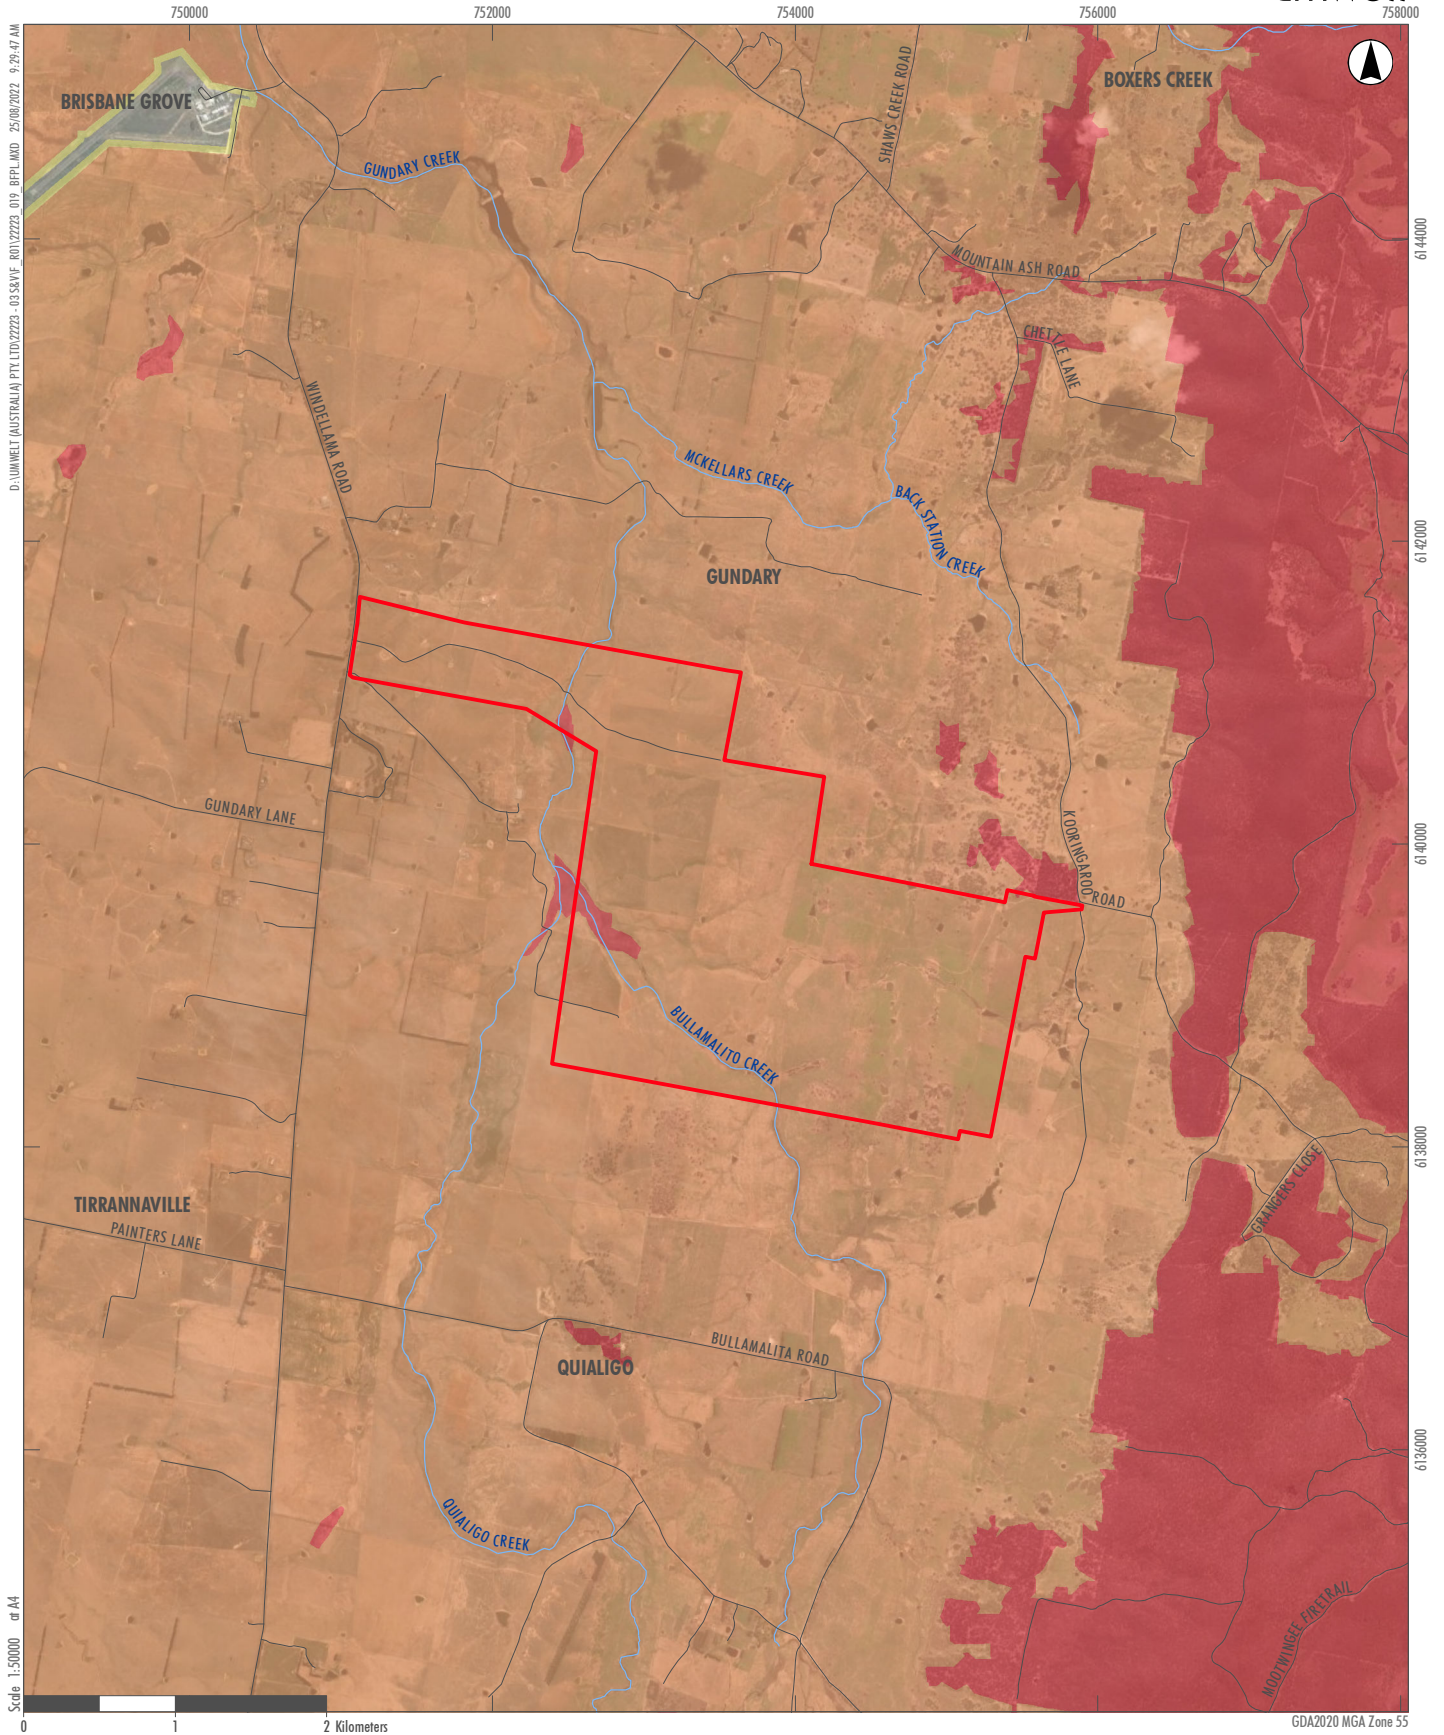 750000
752000
754000
756000
758000
D:\UMWELT (AUSTRALIA) PTY. LTD\22223 - 03S&V\F_R01\22223_019_BFPL.MXD 25/08/2022 9:29:47 AM
BRISBANE GROVE
BOXERS CREEK
SHAWS CREEK ROAD
GUNDARY CREEK
6144000
MOUNTAIN ASH ROAD
CHETTLE LANE
WINDELLAMA ROAD
MCKELLARS CREEK
BACK STATION CREEK
6142000
GUNDARY
GUNDARY LANE
KOORINGAROO ROAD
6140000
BULLAMALITO CREEK
6138000
GRANGERS CLOSE
TIRRANNAVILLE
PAINTERS LANE
BULLAMALITA ROAD
QUIALIGO
6136000
QUIALIGO CREEK
MOOTWINGEE FIRETRAIL
Scale 1:50000 at A4
0 1 2 Kilometers
GDA2020 MGA Zone 55